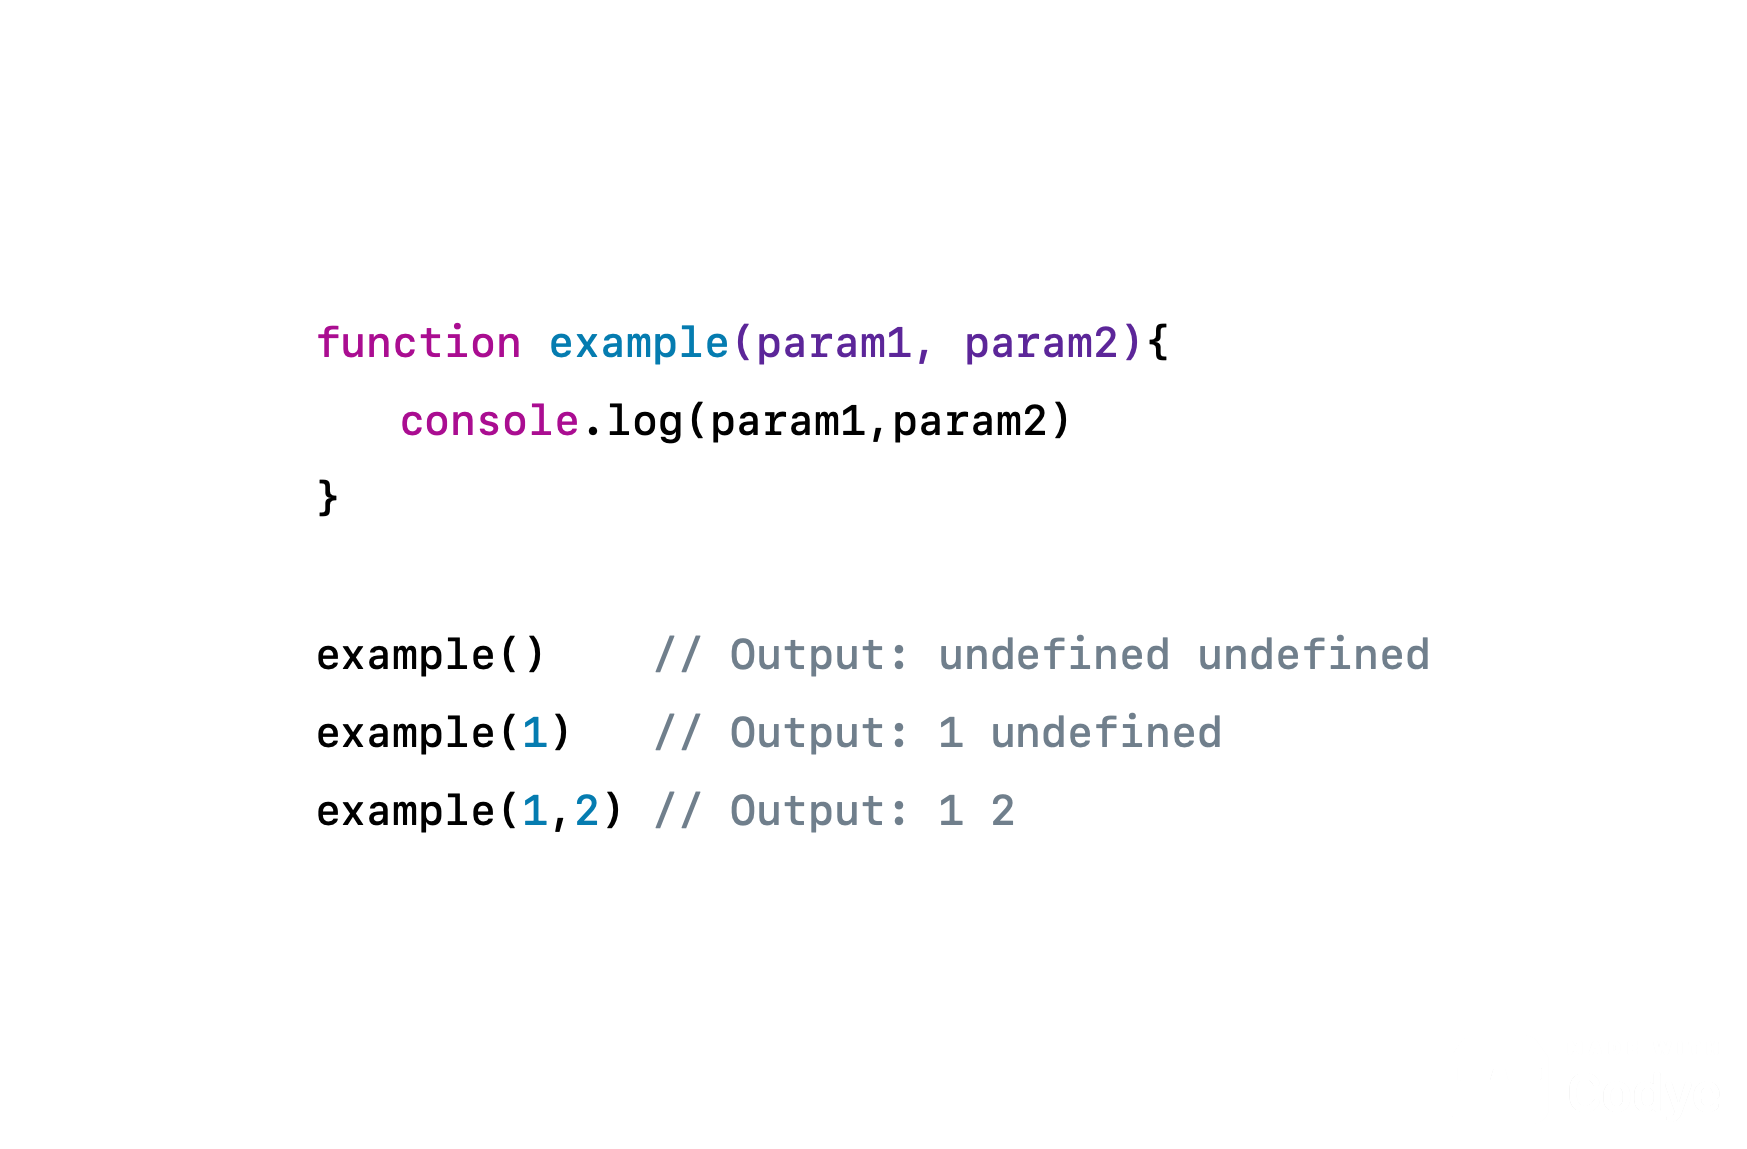 function example(param1, param2){
console.log(param1,param2)
}
example() // Output: undefined undefined
example(1) // Output: 1 undefined
example(1,2) // Output: 1 2